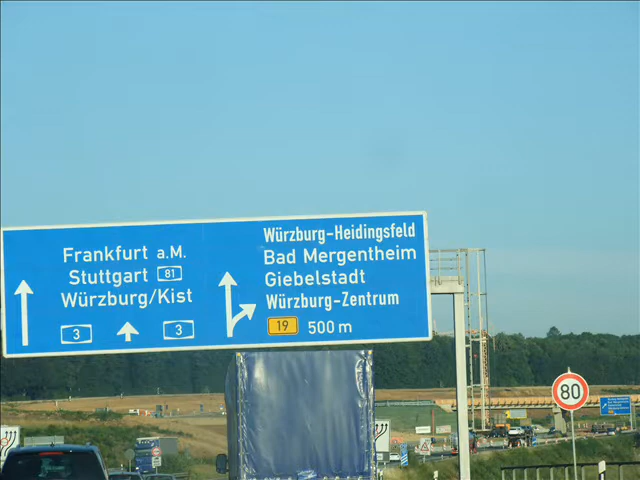 Frankfurt a.M.
Stuttgart 81
Würzburg/Kist
3
3
Würzburg-Heidingsfeld
Bad Mergentheim
Giebelstadt
Würzburg-Zentrum
19 500 m
80